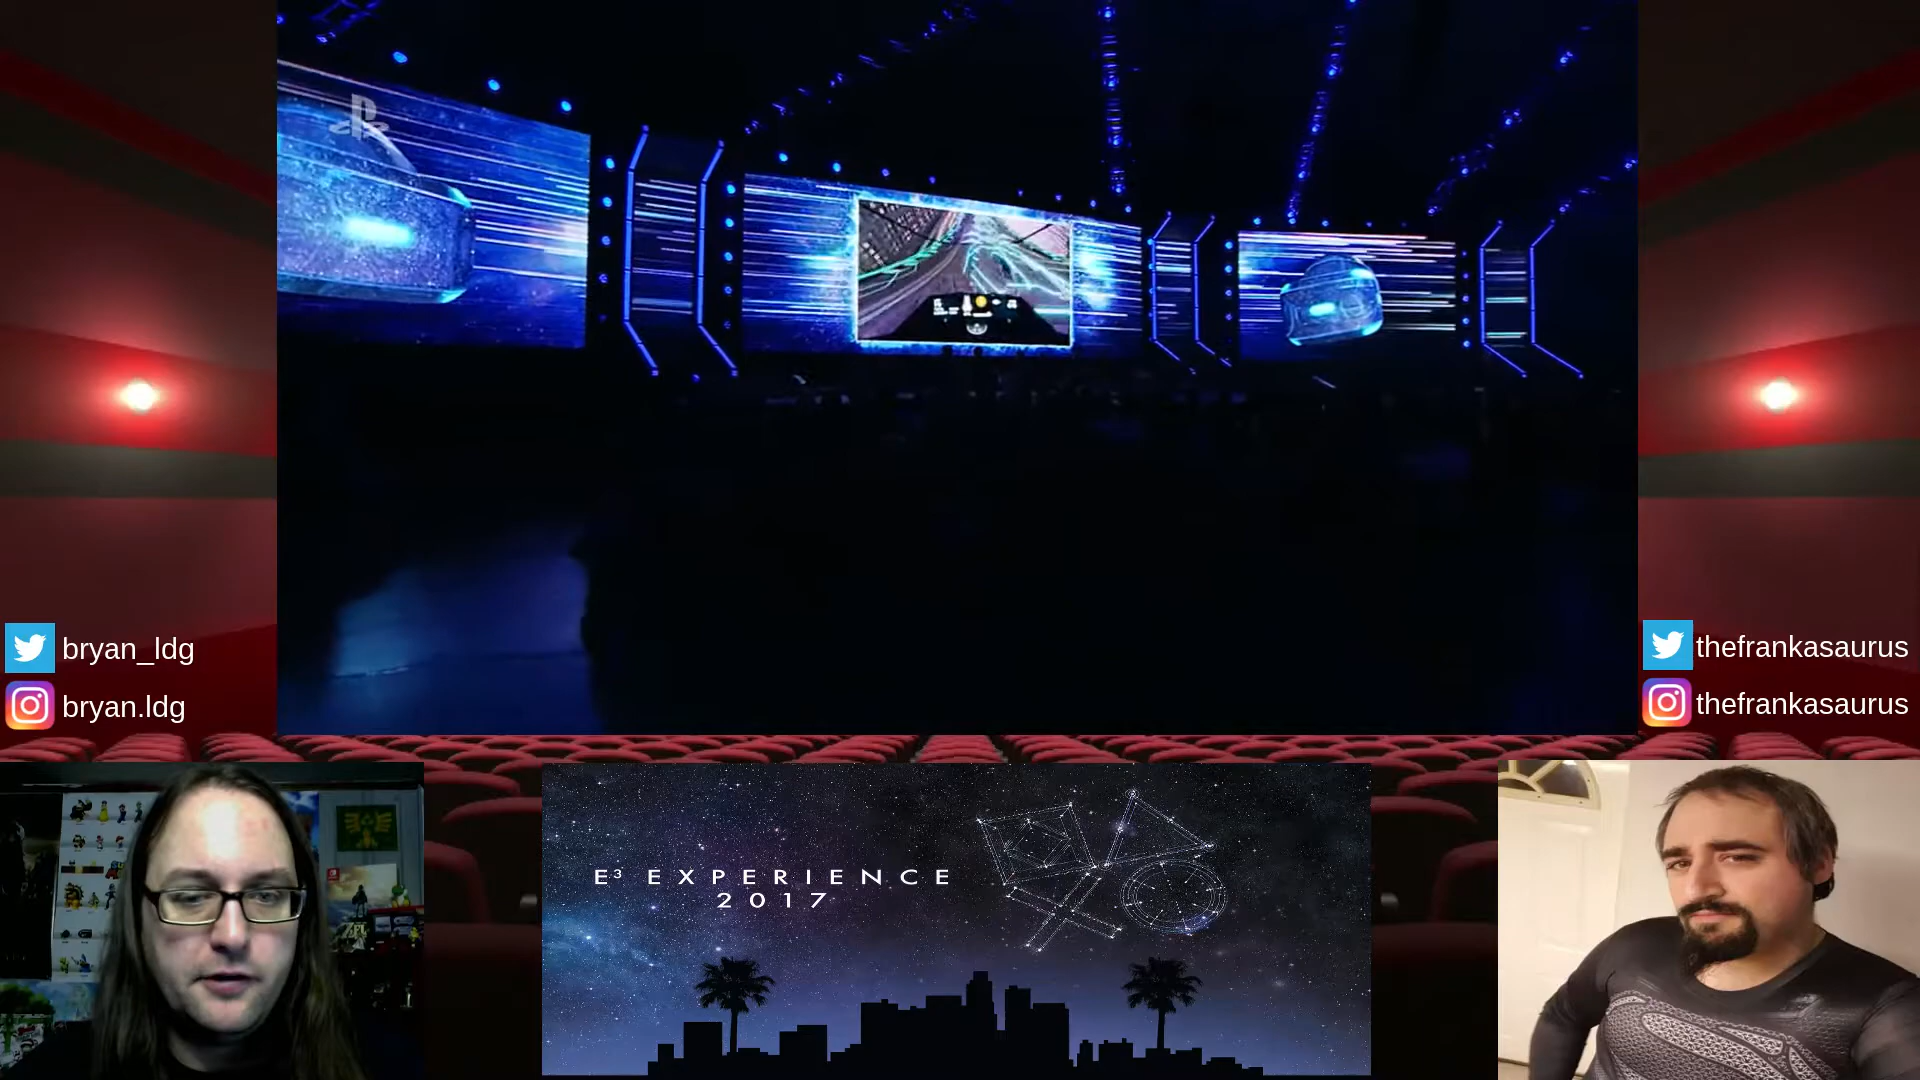 bryan_ldg
bryan.ldg
thefrankasaurus
thefrankasaurus
E³ EXPERIENCE
2017